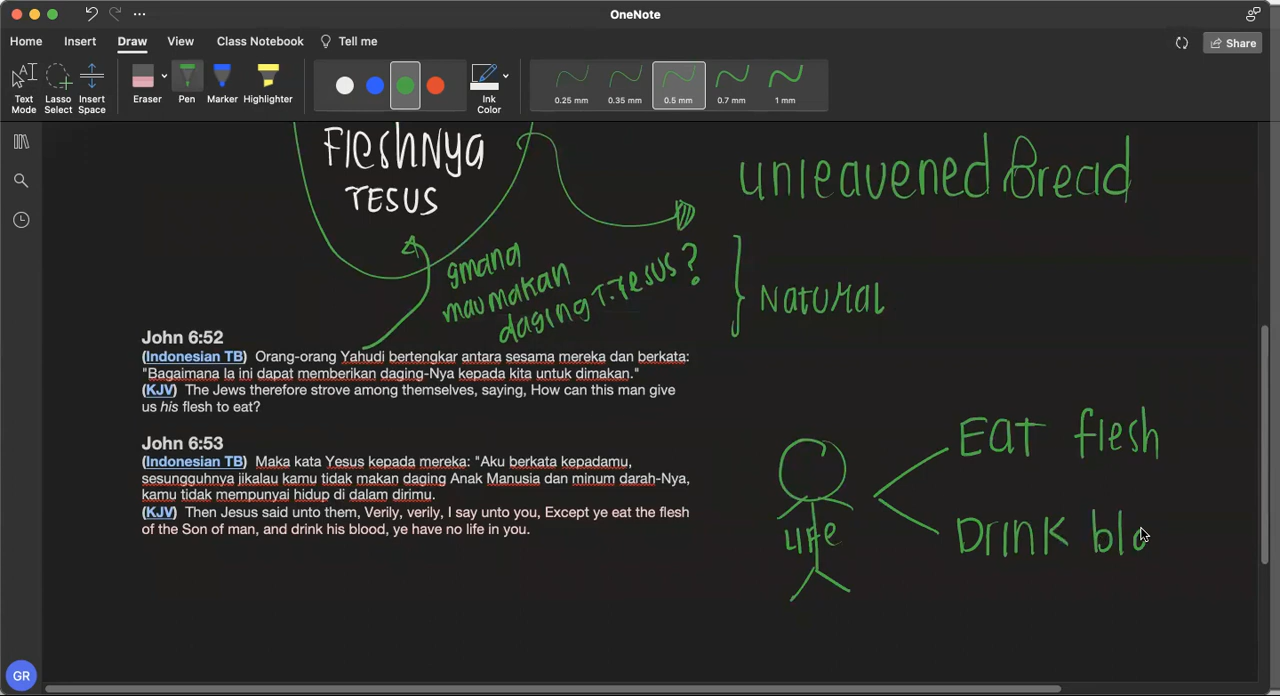 OneNote
Home Insert Draw View Class Notebook Tell me
Share
Text Mode
Lasso Select
Insert Space
Eraser
Pen
Marker
Highlighter
Ink Color
0.25 mm 0.35 mm 0.5 mm 0.7 mm 1 mm
Fleshnya
YESUS
unleavened Bread
gmana
mau makan
daging T.Yesus?
Natural
John 6:52
(Indonesian TB) Orang-orang Yahudi bertengkar antara sesama mereka dan berkata:
"Bagaimana Ia ini dapat memberikan daging-Nya kepada kita untuk dimakan."
(KJV) The Jews therefore strove among themselves, saying, How can this man give
us his flesh to eat?
John 6:53
(Indonesian TB) Maka kata Yesus kepada mereka: "Aku berkata kepadamu,
sesungguhnya jikalau kamu tidak makan daging Anak Manusia dan minum darah-Nya,
kamu tidak mempunyai hidup di dalam dirimu.
(KJV) Then Jesus said unto them, Verily, verily, I say unto you, Except ye eat the flesh
of the Son of man, and drink his blood, ye have no life in you.
LIFe
Eat flesh
Drink blo
GR